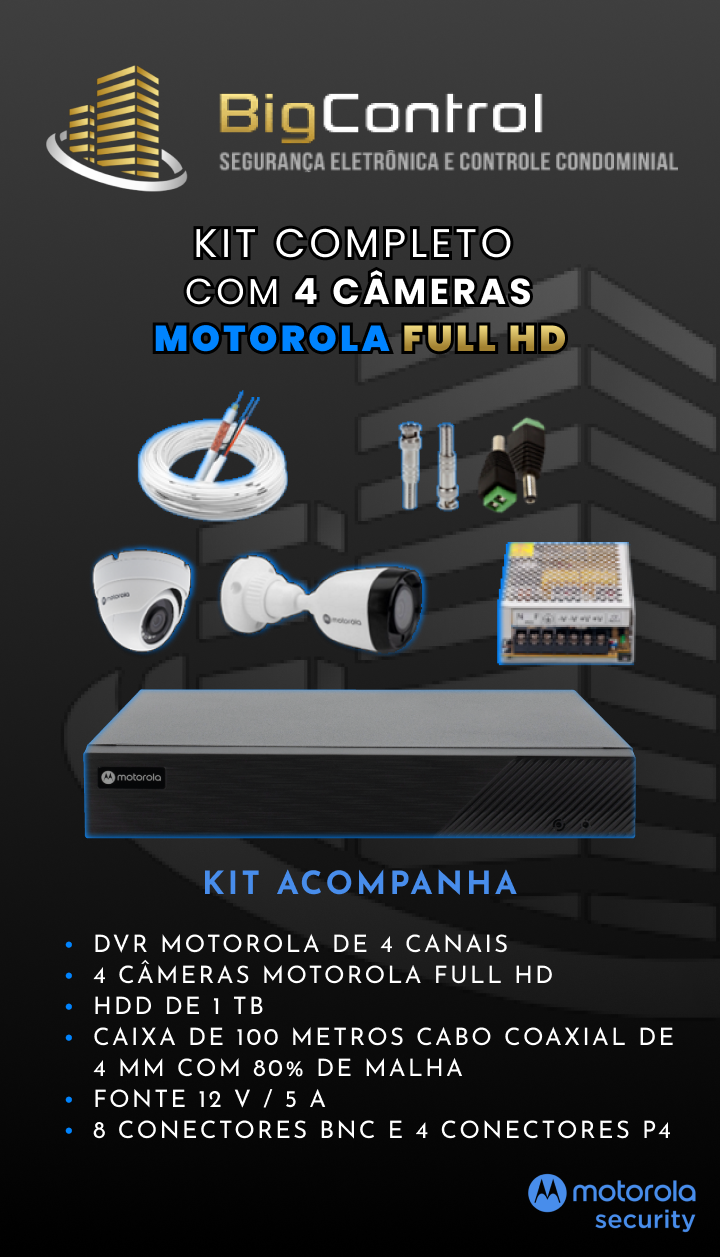 BigControl
SEGURANÇA ELETRÔNICA E CONTROLE CONDOMINIAL
KIT COMPLETO
COM 4 CÂMERAS
MOTOROLA FULL HD
motorola
motorola
N F
motorola
KIT ACOMPANHA
• DVR MOTOROLA DE 4 CANAIS
• 4 CÂMERAS MOTOROLA FULL HD
• HDD DE 1 TB
• CAIXA DE 100 METROS CABO COAXIAL DE
4 MM COM 80% DE MALHA
• FONTE 12 V / 5 A
• 8 CONECTORES BNC E 4 CONECTORES P4
motorola
security